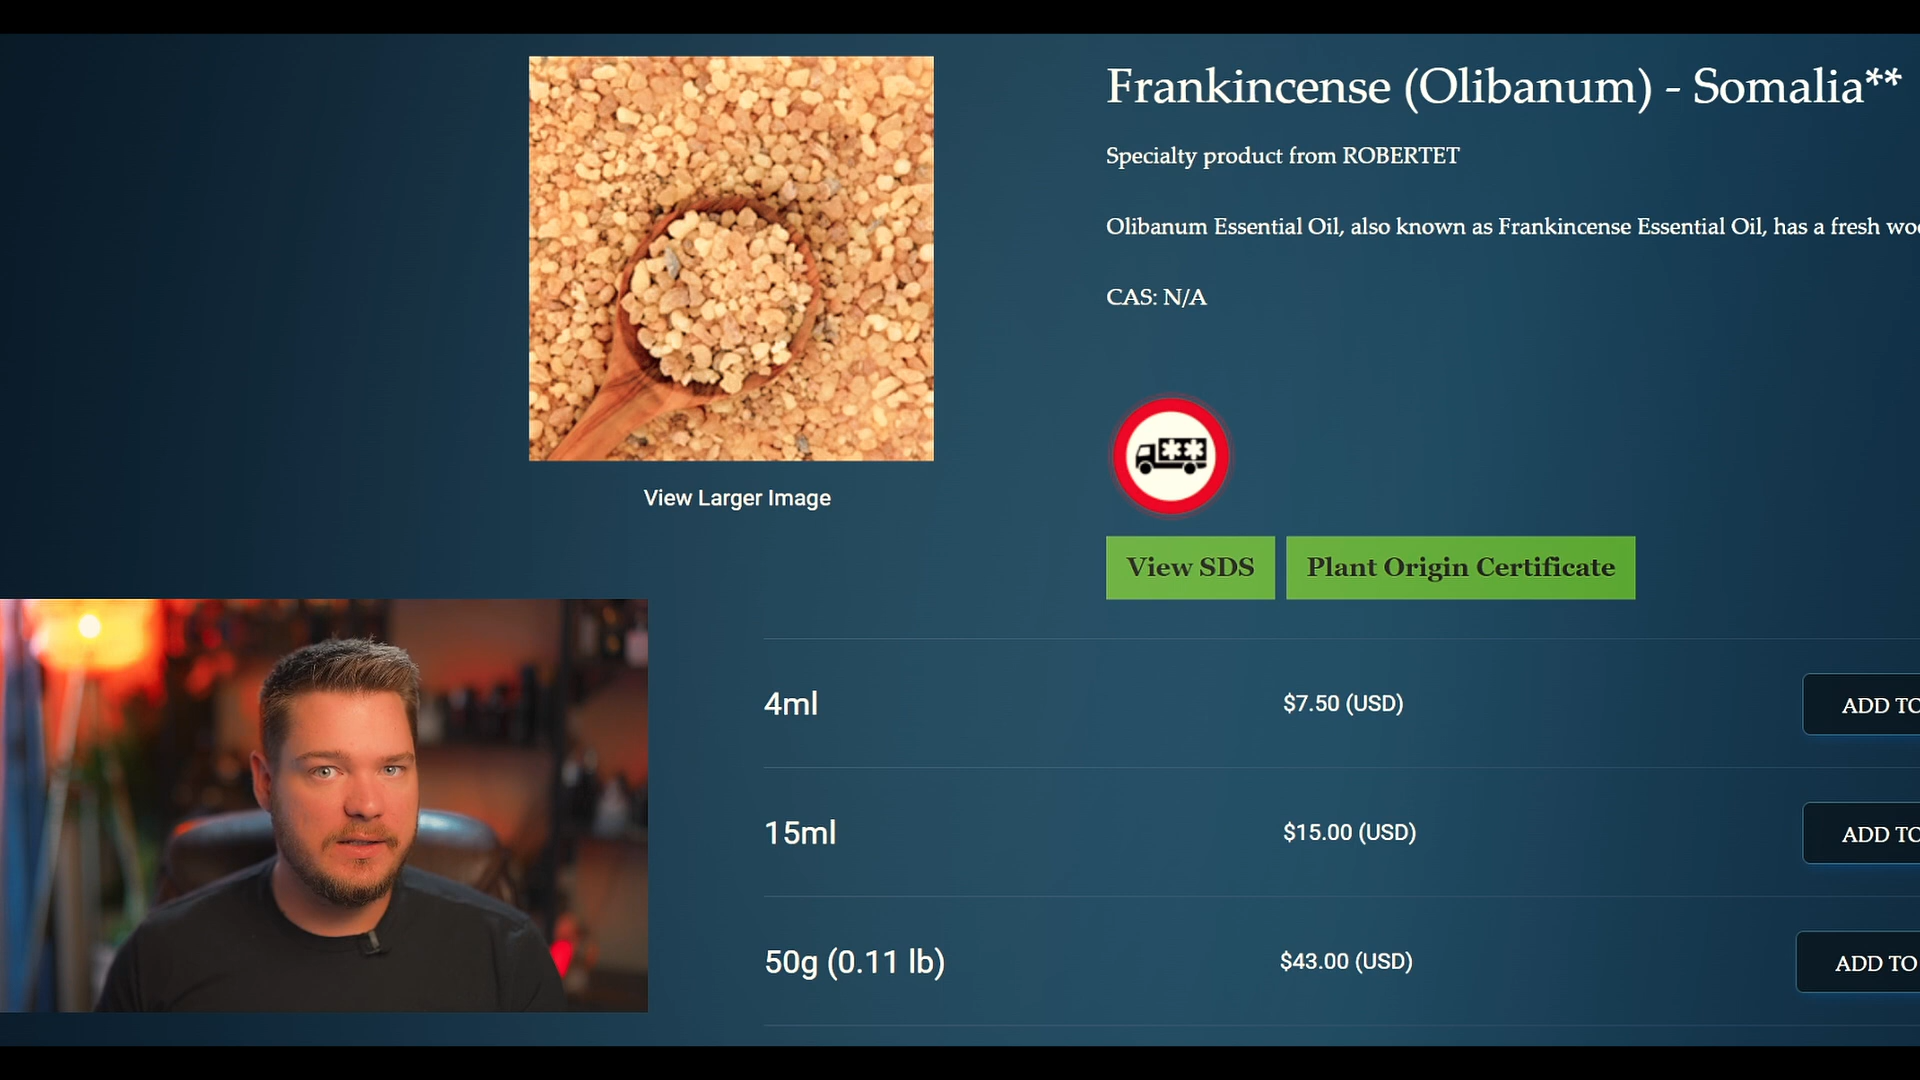 Frankincense (Olibanum) - Somalia**
Specialty product from ROBERTET
Olibanum Essential Oil, also known as Frankincense Essential Oil, has a fresh
CAS: N/A
View Larger Image
View SDS
Plant Origin Certificate
4ml
$7.50 (USD)
ADD TO
15ml
$15.00 (USD)
ADD TO
50g (0.11 lb)
$43.00 (USD)
ADD TO